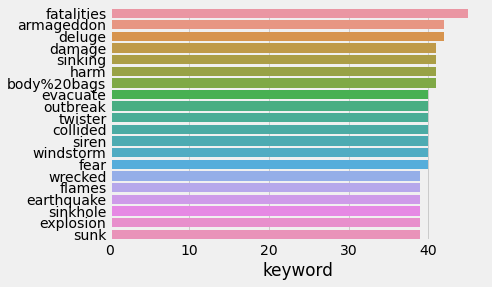 fatalities
armageddon
deluge
damage
sinking
harm
body%20bags
evacuate
outbreak
twister
collided
siren
windstorm
fear
wrecked
flames
earthquake
sinkhole
explosion
sunk
0 10 20 30 40
keyword